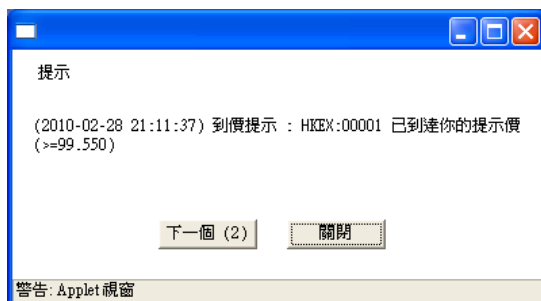 提示
(2010-02-28 21:11:37) 到價提示 : HKEX:00001 已到達你的提示價
(>=99.550)
下一個 (2)
關閉
警告: Applet 視窗